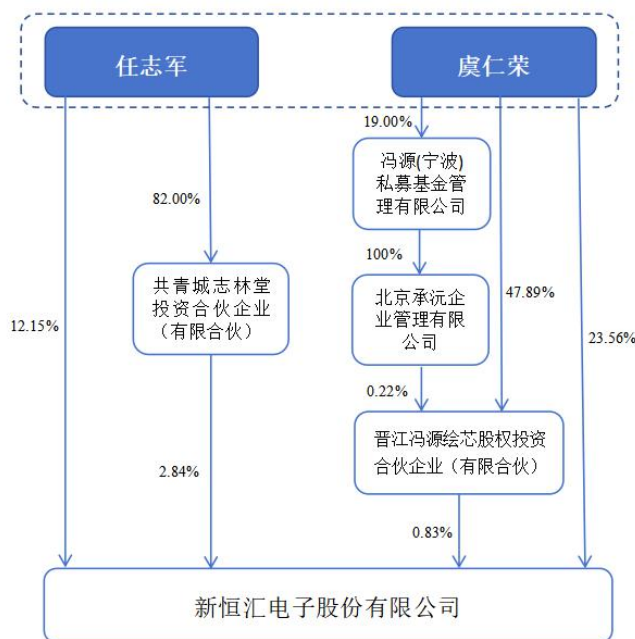 任志军
虞仁荣
19.00%
冯源(宁波)
私募基金管
理有限公司
82.00%
100%
共青城志林堂
投资合伙企业
（有限合伙）
北京承沅企
业管理有限
公司
47.89%
12.15%
23.56%
0.22%
晋江冯源绘芯股权投资
合伙企业（有限合伙）
2.84%
0.83%
新恒汇电子股份有限公司